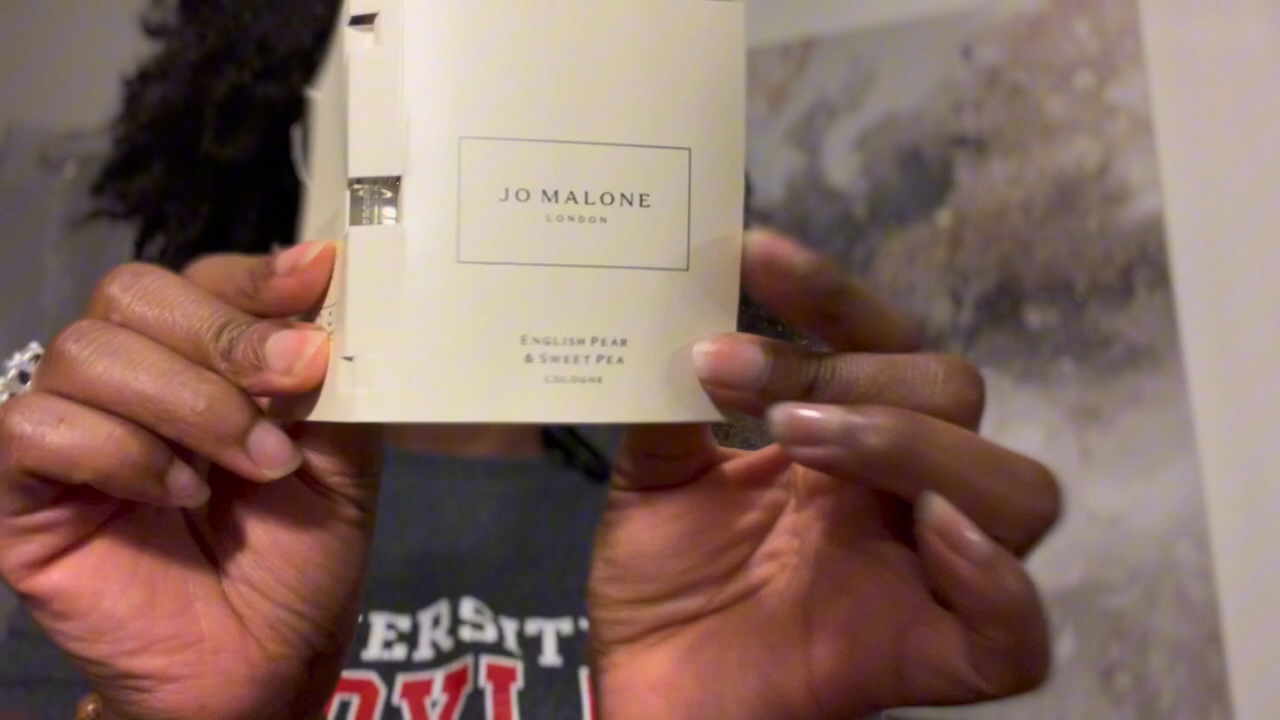 JO MALONE
LONDON
ENGLISH PEAR
& SWEET PEA
COLOGNE